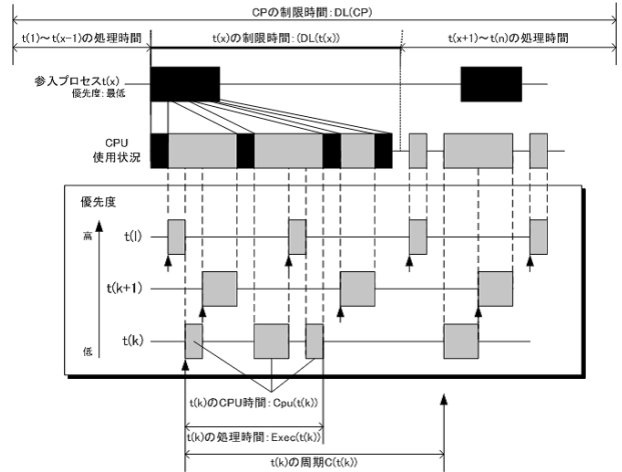 CPの制限時間:DL(CP)
t(1)～t(x-1)の処理時間
t(x)の制限時間:(DL(t(x))
t(x+1)～t(n)の処理時間
参入プロセスt(x)
優先度:最低
CPU
使用状況
優先度
高
t(l)
t(k+1)
t(k)
低
t(k)のCPU時間:Cpu(t(k))
t(k)の処理時間:Exec(t(k))
t(k)の周期C(t(k))